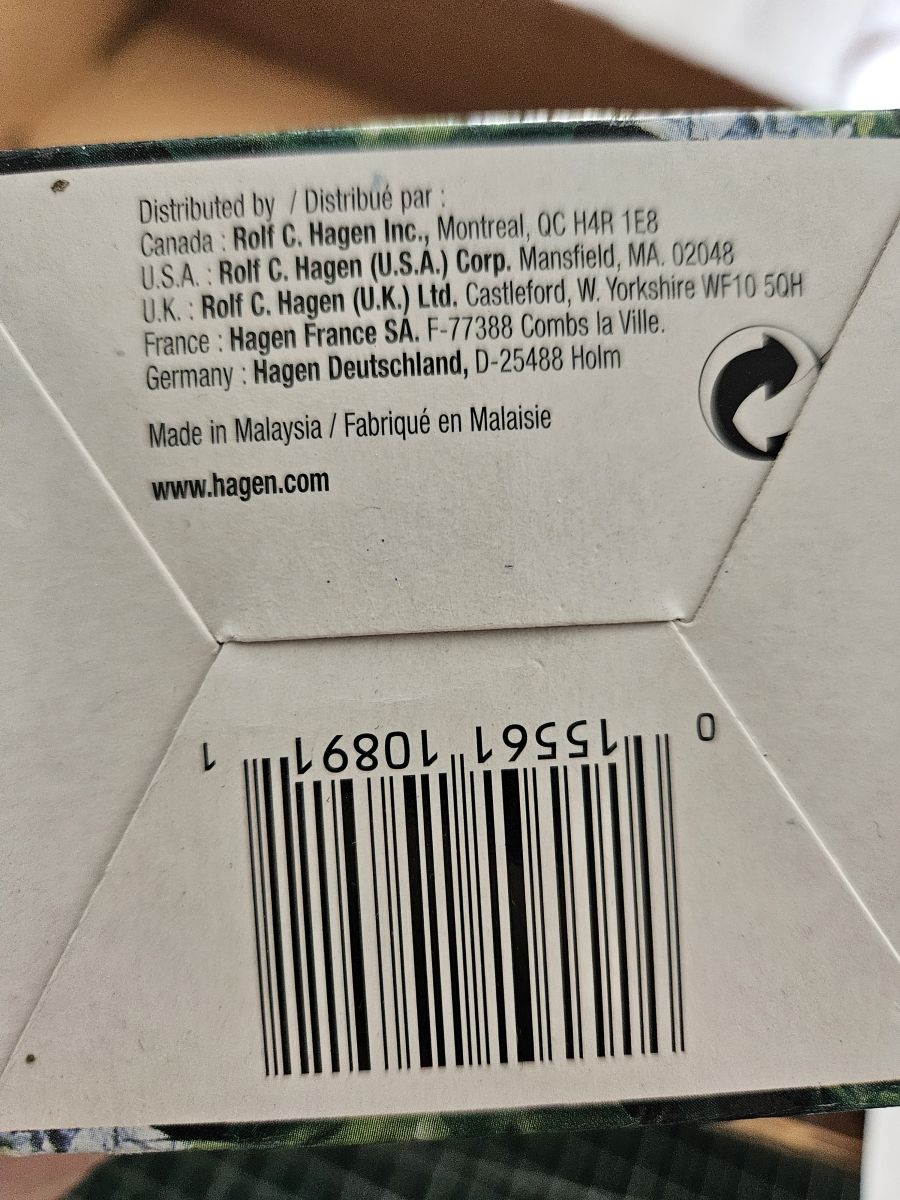 Distributed by / Distribué par :
Canada : Rolf C. Hagen Inc., Montreal, QC H4R 1E8
U.S.A. : Rolf C. Hagen (U.S.A.) Corp. Mansfield, MA. 02048
U.K. : Rolf C. Hagen (U.K.) Ltd. Castleford, W. Yorkshire WF10 5QH
France : Hagen France SA. F-77388 Combs la Ville.
Germany : Hagen Deutschland, D-25488 Holm
Made in Malaysia / Fabriqué en Malaisie
www.hagen.com
0 15561 10891 1